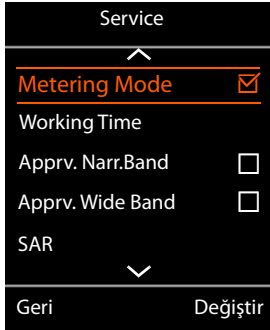 Service
Metering Mode
Working Time
Apprv. Narr.Band
Apprv. Wide Band
SAR
Geri Değiştir